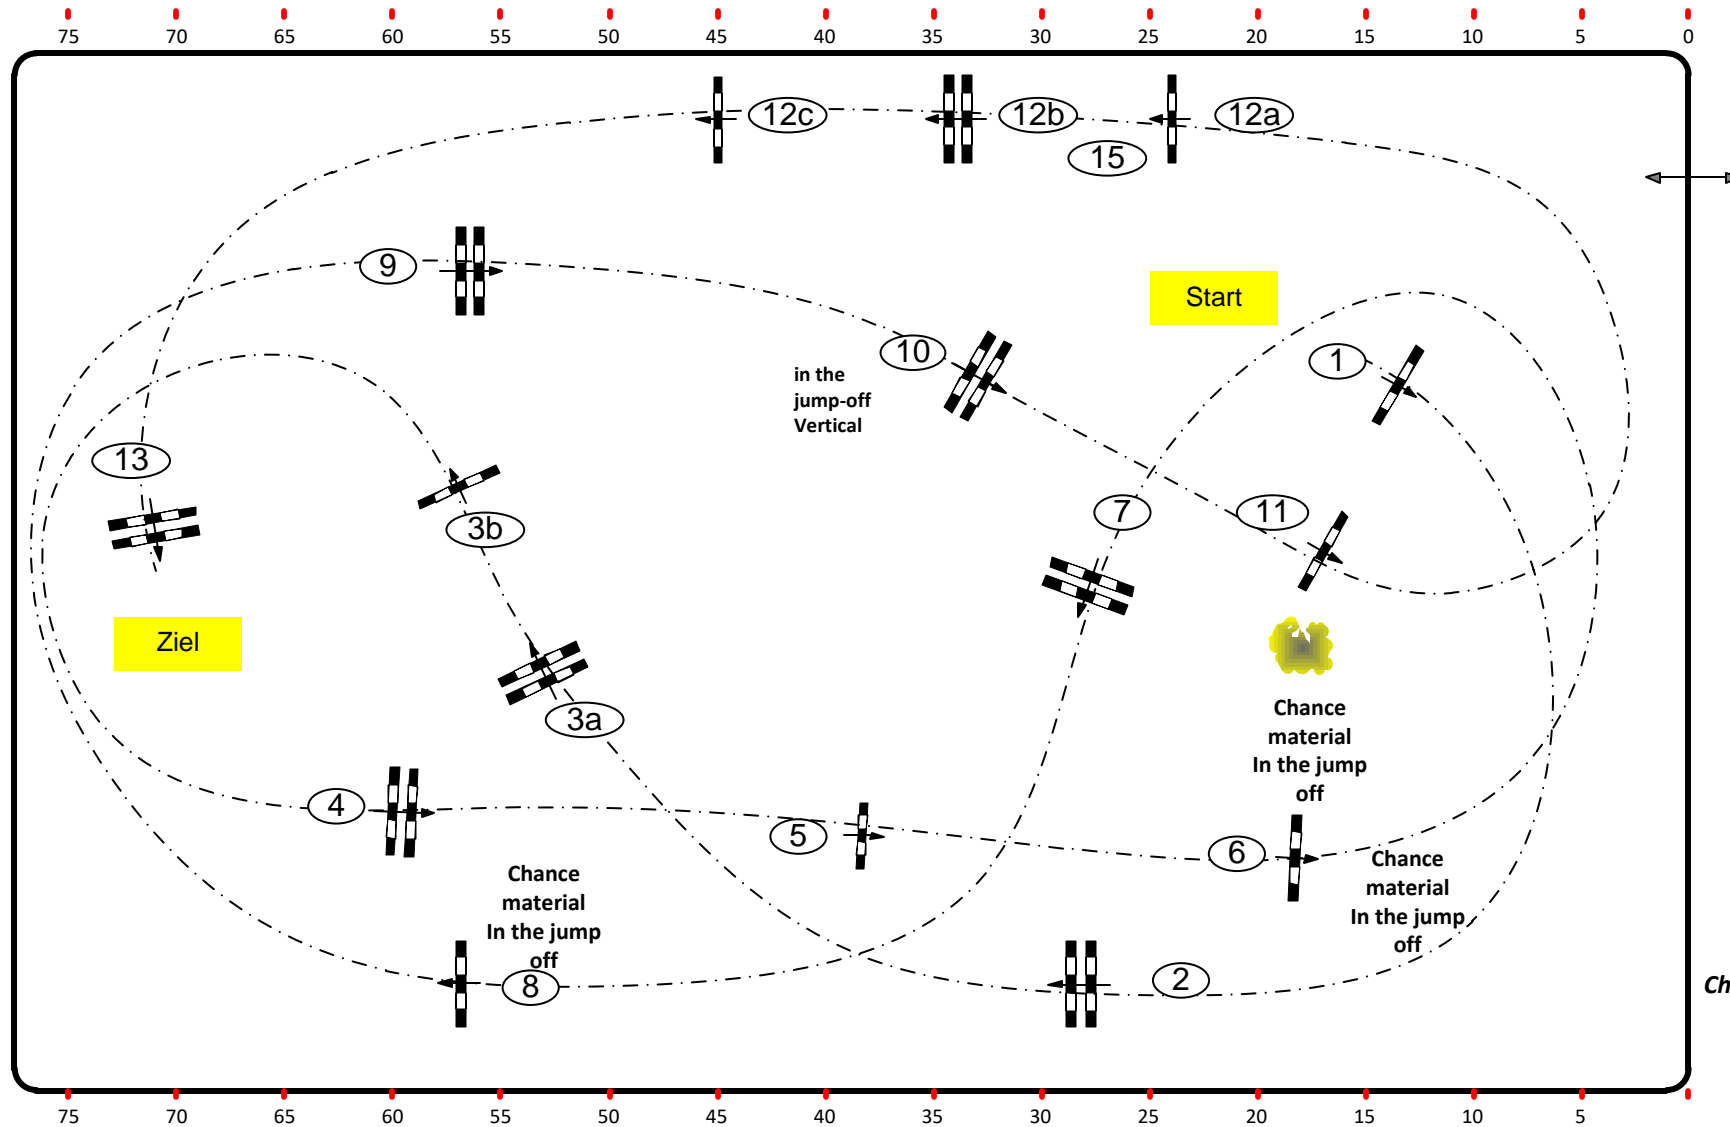 75 70 65 60 55 50 45 40 35 30 25 20 15 10 5 0
12c 12b 12a
15
9
Start
10
1
in the
jump-off
Vertical
13
3b
7
11
Ziel
3a
Chance
material
In the jump
off
4
5
6
Chance
material
In the jump
off
Chance
material
In the jump
off
8
2
Ch
75 70 65 60 55 50 45 40 35 30 25 20 15 10 5